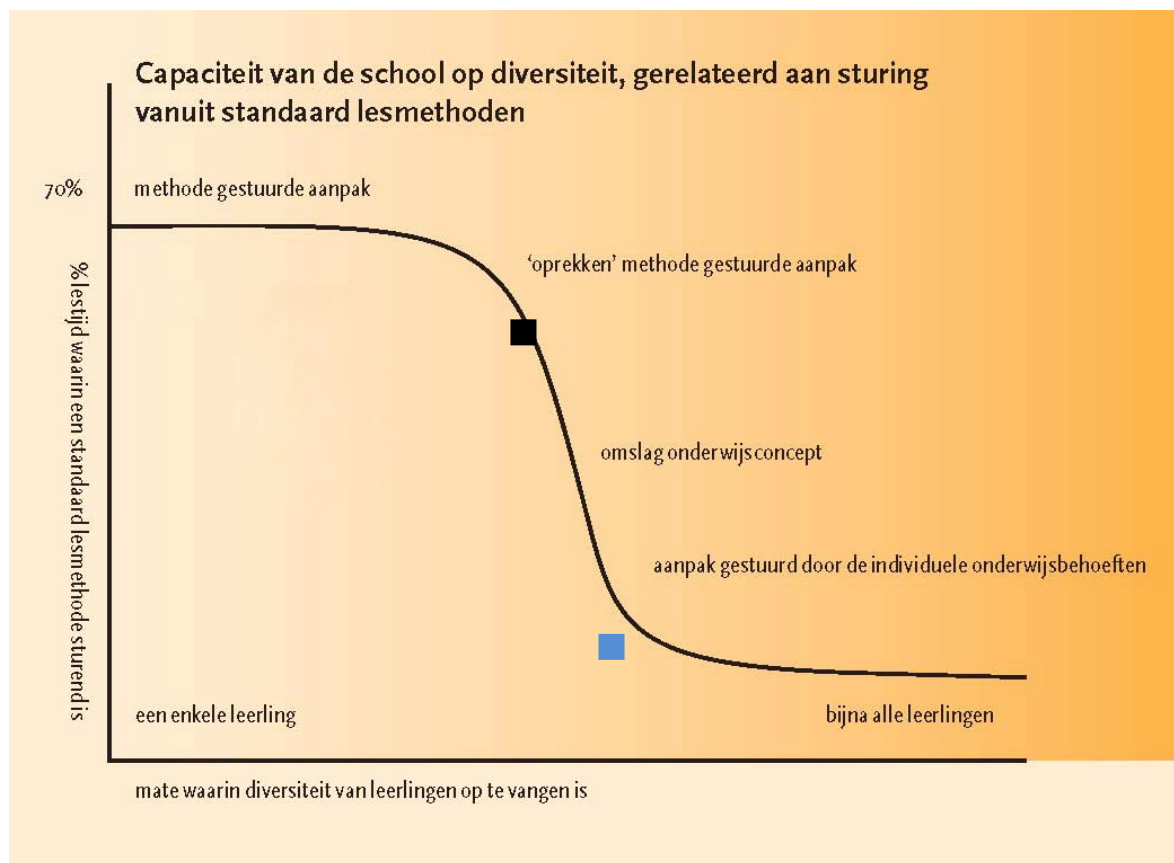 Capaciteit van de school op diversiteit, gerelateerd aan sturing
vanuit standaard lesmethoden
70%
methode gestuurde aanpak
‘oprekken’ methode gestuurde aanpak
% lestijd waarin een standaard lesmethode sturend is
omslag onderwijsconcept
aanpak gestuurd door de individuele onderwijsbehoeften
een enkele leerling
bijna alle leerlingen
mate waarin diversiteit van leerlingen op te vangen is